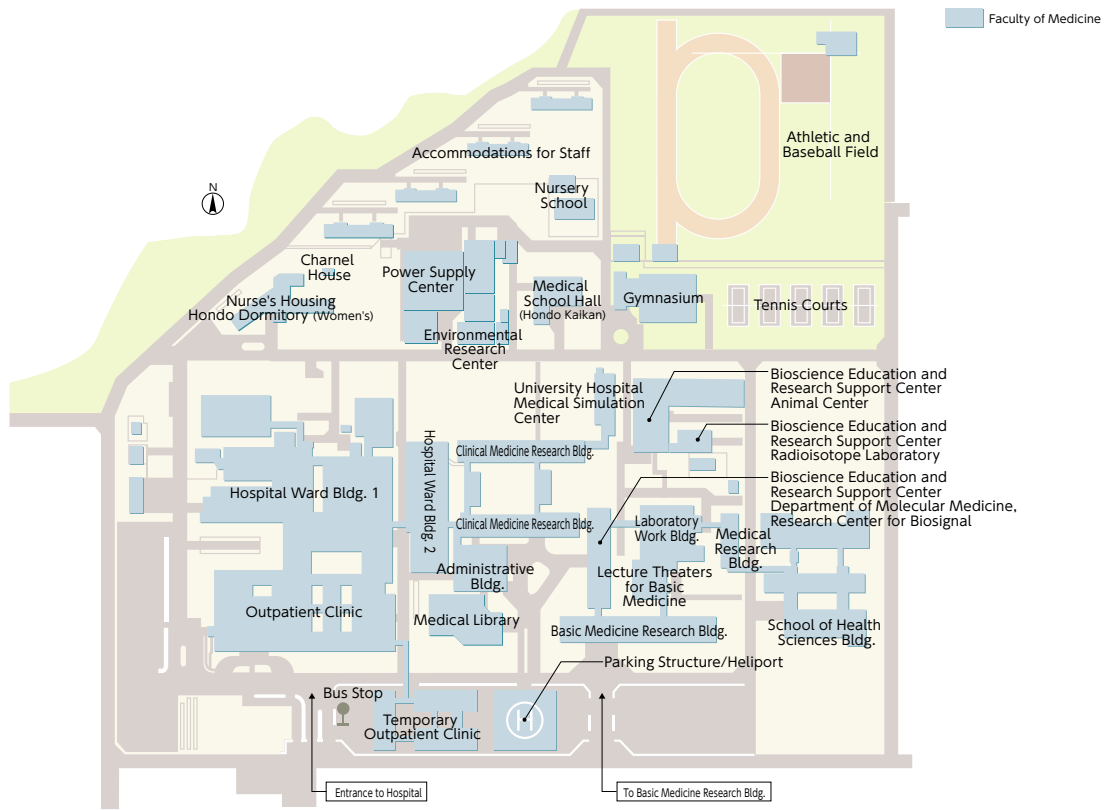 Faculty of Medicine
Athletic and
Baseball Field
Accommodations for Staff
N
Nursery
School
Charnel
House
Power Supply
Center
Medical
School Hall
(Hondo Kaikan)
Gymnasium
Tennis Courts
Nurse's Housing
Hondo Dormitory (Women's)
Environmental
Research
Center
University Hospital
Medical Simulation
Center
Bioscience Education and
Research Support Center
Animal Center
Bioscience Education and
Research Support Center
Radioisotope Laboratory
Bioscience Education and
Research Support Center
Department of Molecular Medicine,
Research Center for Biosignal
Clinical Medicine Research Bldg.
Hospital Ward Bldg. 1
Hospital Ward Bldg. 2
Clinical Medicine Research Bldg.
Laboratory
Work Bldg.
Medical
Research
Bldg.
Administrative
Bldg.
Lecture Theaters
for Basic
Medicine
Outpatient Clinic
Medical Library
Basic Medicine Research Bldg.
School of Health
Sciences Bldg.
Parking Structure/Heliport
Bus Stop
Temporary
Outpatient Clinic
H
Entrance to Hospital
To Basic Medicine Research Bldg.